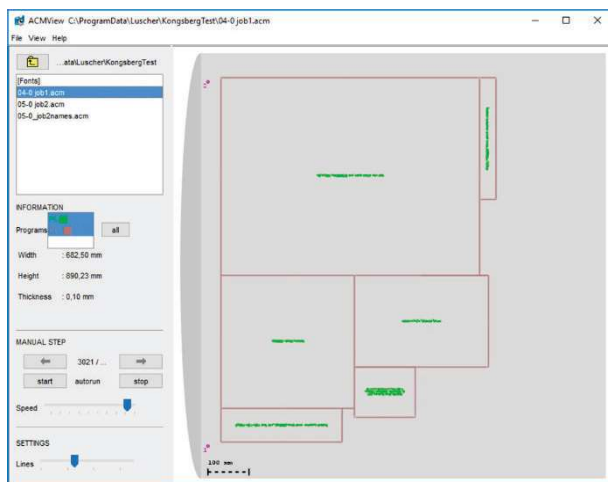 ACMView C:\ProgramData\Luscher\KongsbergTest\04-0 job1.acm
File View Help
...ata\Luscher\KongsbergTest
[Fonts]
04-0 job1.acm
05-0 job2.acm
05-0_job2names.acm
INFORMATION
Programs all
Width : 682,50 mm
Height : 890,23 mm
Thickness : 0,10 mm
MANUAL STEP
3021 /...
start autorun stop
Speed
SETTINGS
Lines
100 mm